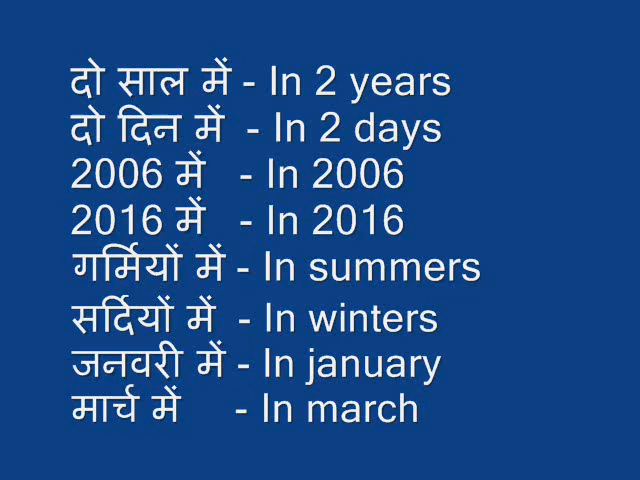 दो साल में - In 2 years
दो दिन में - In 2 days
2006 में - In 2006
2016 में - In 2016
गर्मियों में - In summers
सर्दियों में - In winters
जनवरी में - In january
मार्च में - In march